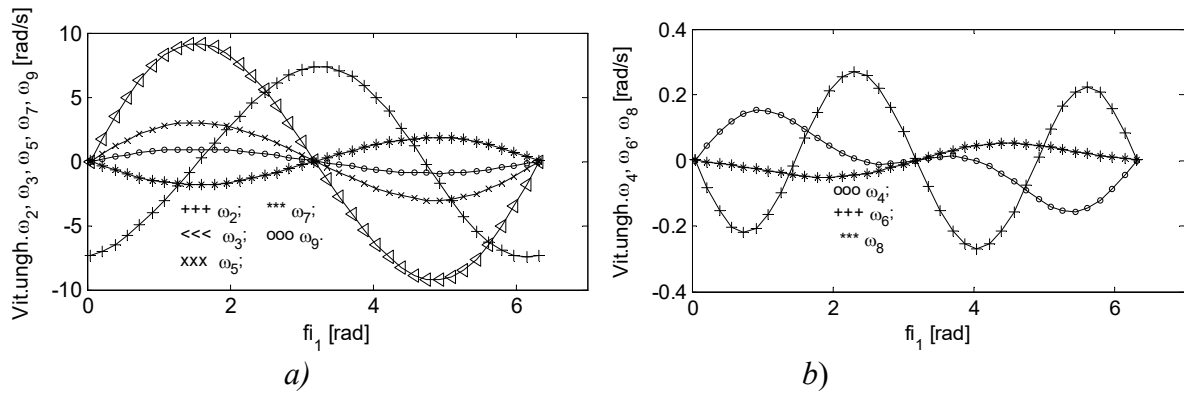 Vit.ungh.ω2, ω3, ω5, ω7, ω9 [rad/s]
10
5
0
-5
-10
+++ ω2; *** ω7;
<<< ω3; ooo ω9.
xxx ω5;
0 2 4 6
fi1 [rad]
a)
Vit.ungh.ω4, ω6, ω8 [rad/s]
0.4
0.2
0
-0.2
-0.4
ooo ω4;
+++ ω6;
*** ω8
0 2 4 6
fi1 [rad]
b)